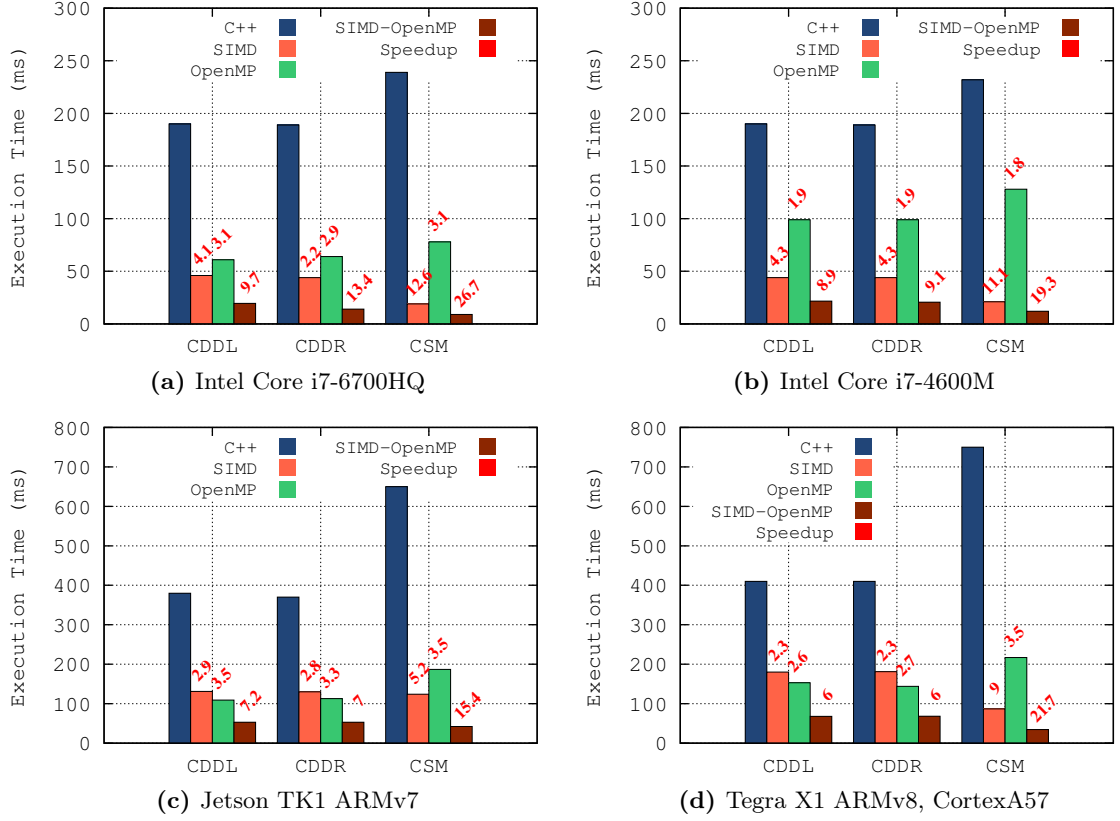 300
250
200
150
100
50
0
Execution Time (ms)
C++
SIMD
OpenMP
SIMD-OpenMP
Speedup
4.1
3.1
9.7
2.2
2.9
13.4
12.6
3.1
26.7
CDDL
CDDR
CSM
(a) Intel Core i7-6700HQ
300
250
200
150
100
50
0
Execution Time (ms)
C++
SIMD
OpenMP
SIMD-OpenMP
Speedup
4.3
1.9
8.9
4.3
1.9
9.1
11.1
1.8
19.3
CDDL
CDDR
CSM
(b) Intel Core i7-4600M
800
700
600
500
400
300
200
100
0
Execution Time (ms)
C++
SIMD
OpenMP
SIMD-OpenMP
Speedup
2.9
3.5
7.2
2.8
3.3
7
5.2
3.5
15.4
CDDL
CDDR
CSM
(c) Jetson TK1 ARMv7
800
700
600
500
400
300
200
100
0
Execution Time (ms)
C++
SIMD
OpenMP
SIMD-OpenMP
Speedup
2.3
2.6
6
2.3
2.7
6
9
3.5
21.7
CDDL
CDDR
CSM
(d) Tegra X1 ARMv8, CortexA57